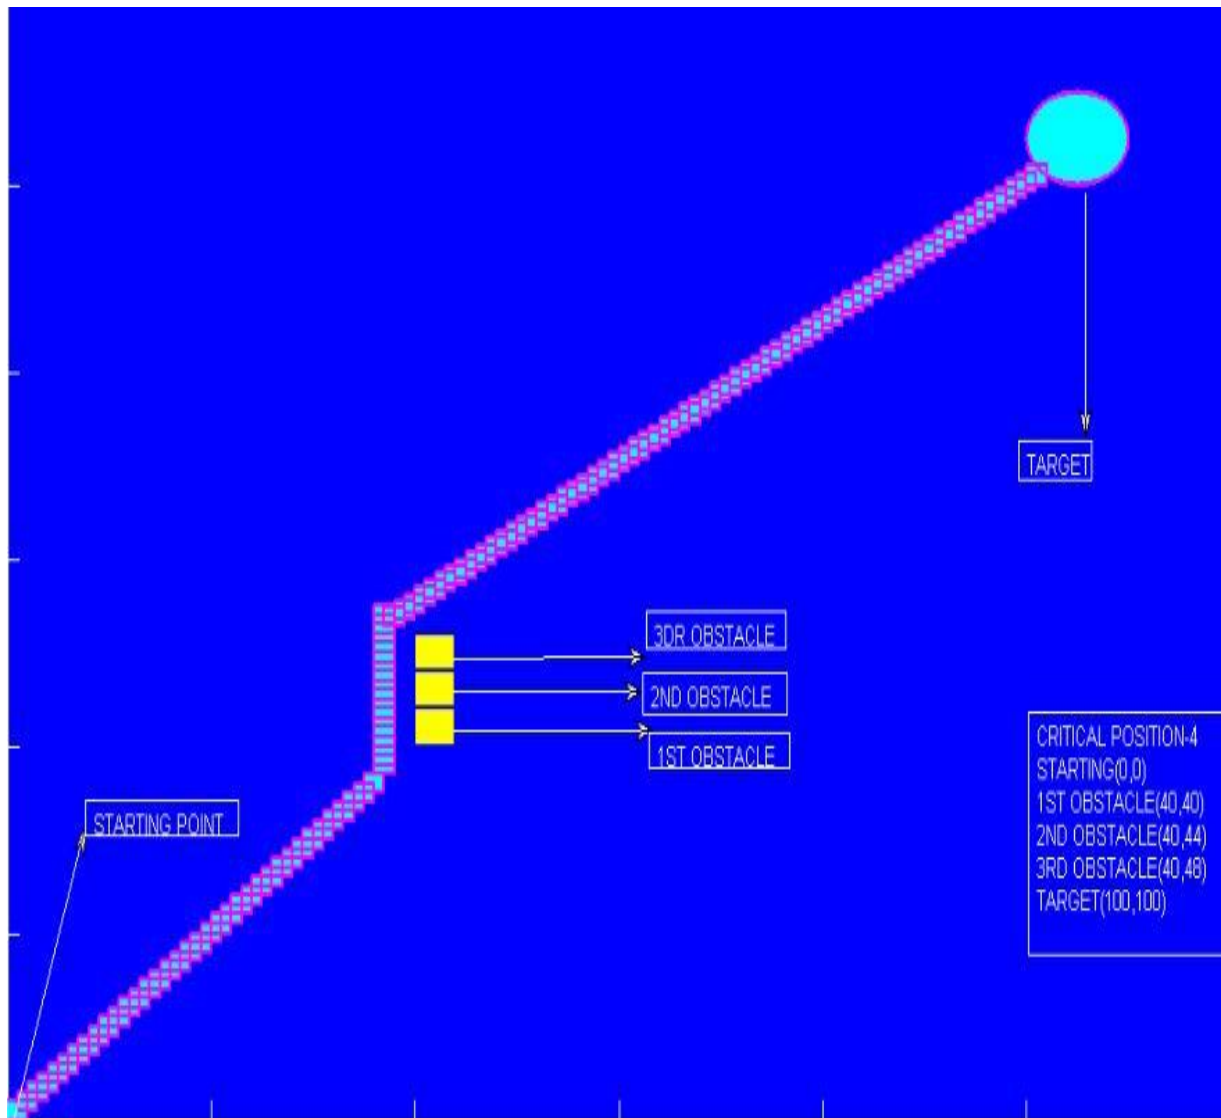 TARGET
3DR OBSTACLE
2ND OBSTACLE
1ST OBSTACLE
STARTING POINT
CRITICAL POSITION-4
STARTING(0,0)
1ST OBSTACLE(40,40)
2ND OBSTACLE(40,44)
3RD OBSTACLE(40,48)
TARGET(100,100)